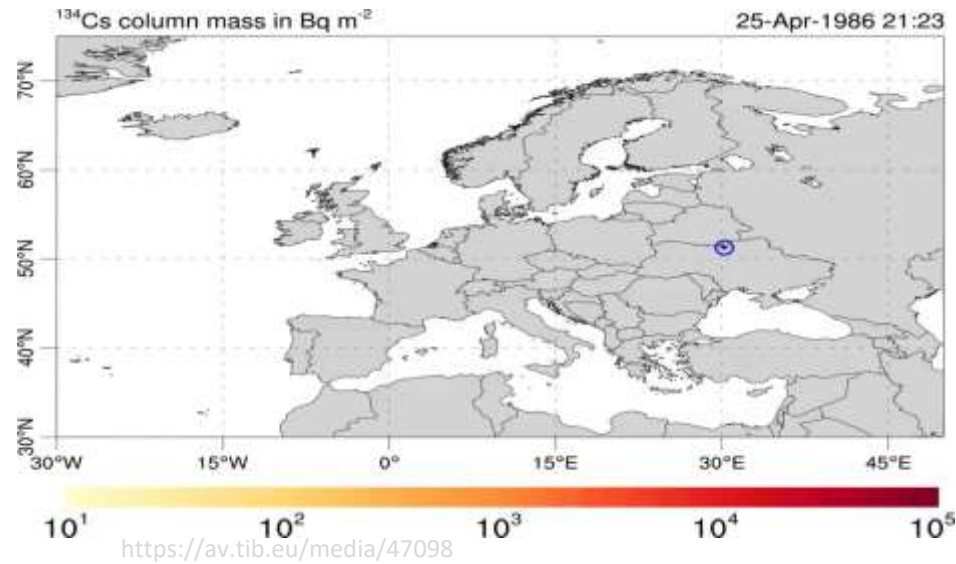 ¹³⁴Cs column mass in Bq m⁻² 25-Apr-1986 21:23
70°N
60°N
50°N
40°N
30°N
30°W 15°W 0° 15°E 30°E 45°E
10¹ 10² 10³ 10⁴ 10⁵
https://av.tib.eu/media/47098